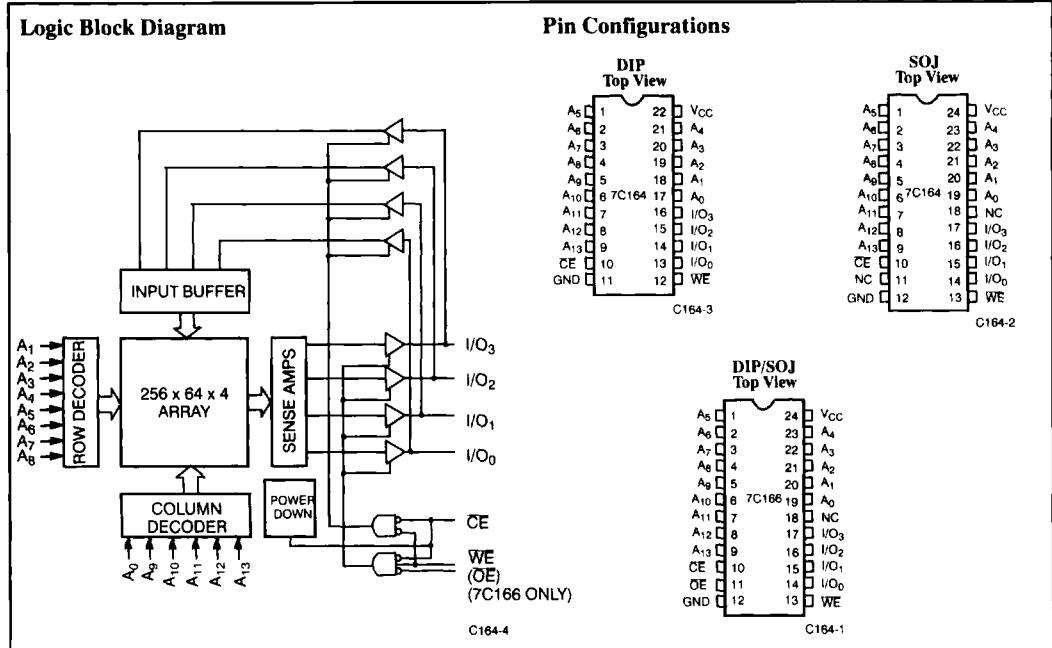 Logic Block Diagram
INPUT BUFFER
A1
A2
A3
A4
A5
A6
A7
A8
ROW DECODER
256 x 64 x 4
ARRAY
SENSE AMPS
I/O3
I/O2
I/O1
I/O0
COLUMN
DECODER
A0 A9 A10 A11 A12 A13
POWER
DOWN
CE
WE
(OE)
(7C166 ONLY)
C164-4
Pin Configurations
DIP
Top View
A5 1 22 VCC
A6 2 21 A4
A7 3 20 A3
A8 4 19 A2
A9 5 18 A1
A10 6 7C164 17 A0
A11 7 16 I/O3
A12 8 15 I/O2
A13 9 14 I/O1
CE 10 13 I/O0
GND 11 12 WE
C164-3
SOJ
Top View
A5 1 24 VCC
A6 2 23 A4
A7 3 22 A3
A8 4 21 A2
A9 5 20 A1
A10 6 7C164 19 A0
A11 7 18 NC
A12 8 17 I/O3
A13 9 16 I/O2
CE 10 15 I/O1
NC 11 14 I/O0
GND 12 13 WE
C164-2
DIP/SOJ
Top View
A5 1 24 VCC
A6 2 23 A4
A7 3 22 A3
A8 4 21 A2
A9 5 20 A1
A10 6 7C166 19 A0
A11 7 18 NC
A12 8 17 I/O3
A13 9 16 I/O2
CE 10 15 I/O1
OE 11 14 I/O0
GND 12 13 WE
C164-1